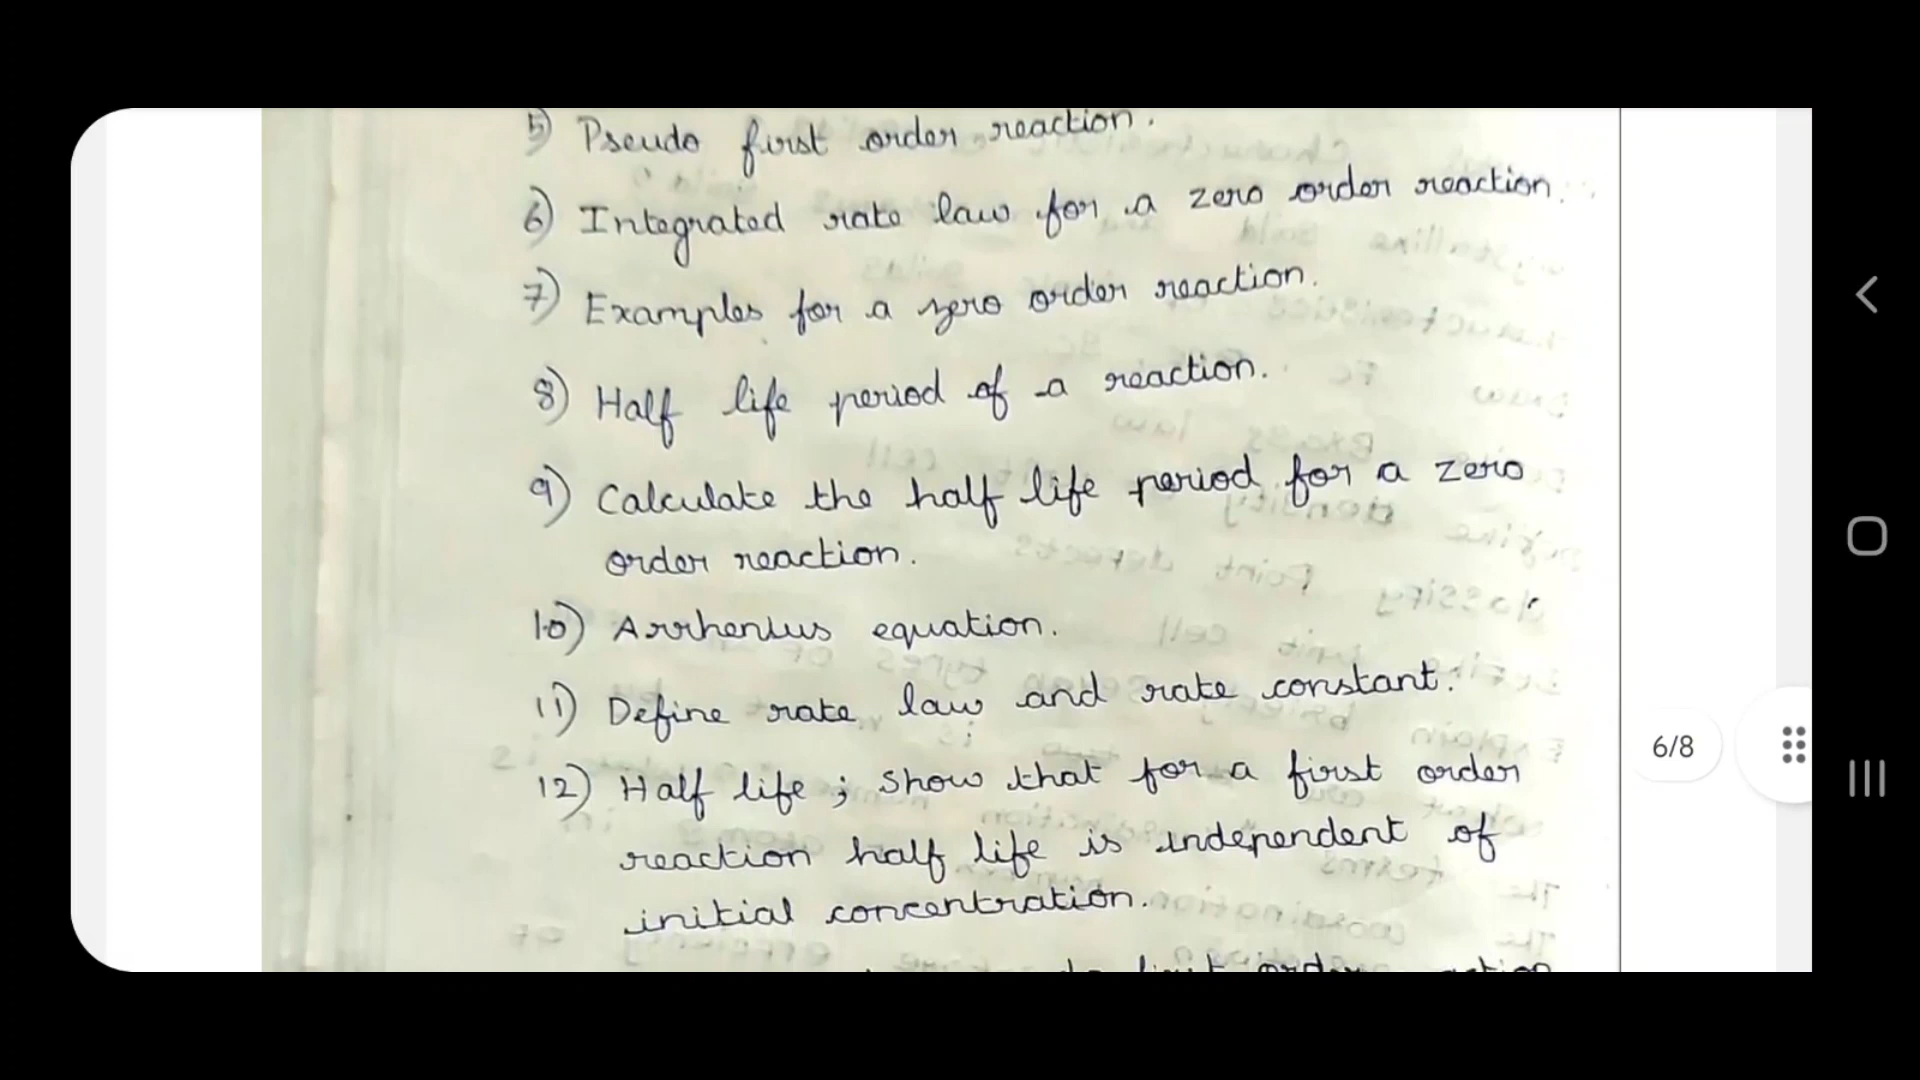 5) Pseudo first order reaction.
6) Integrated rate law for a zero order reaction.
7) Examples for a zero order reaction.
8) Half life period of a reaction.
9) Calculate the half life period for a zero
order reaction.
10) Arrhenius equation.
11) Define rate law and rate constant.
12) Half life ; Show that for a first order
reaction half life is independent of
initial concentration.
6/8